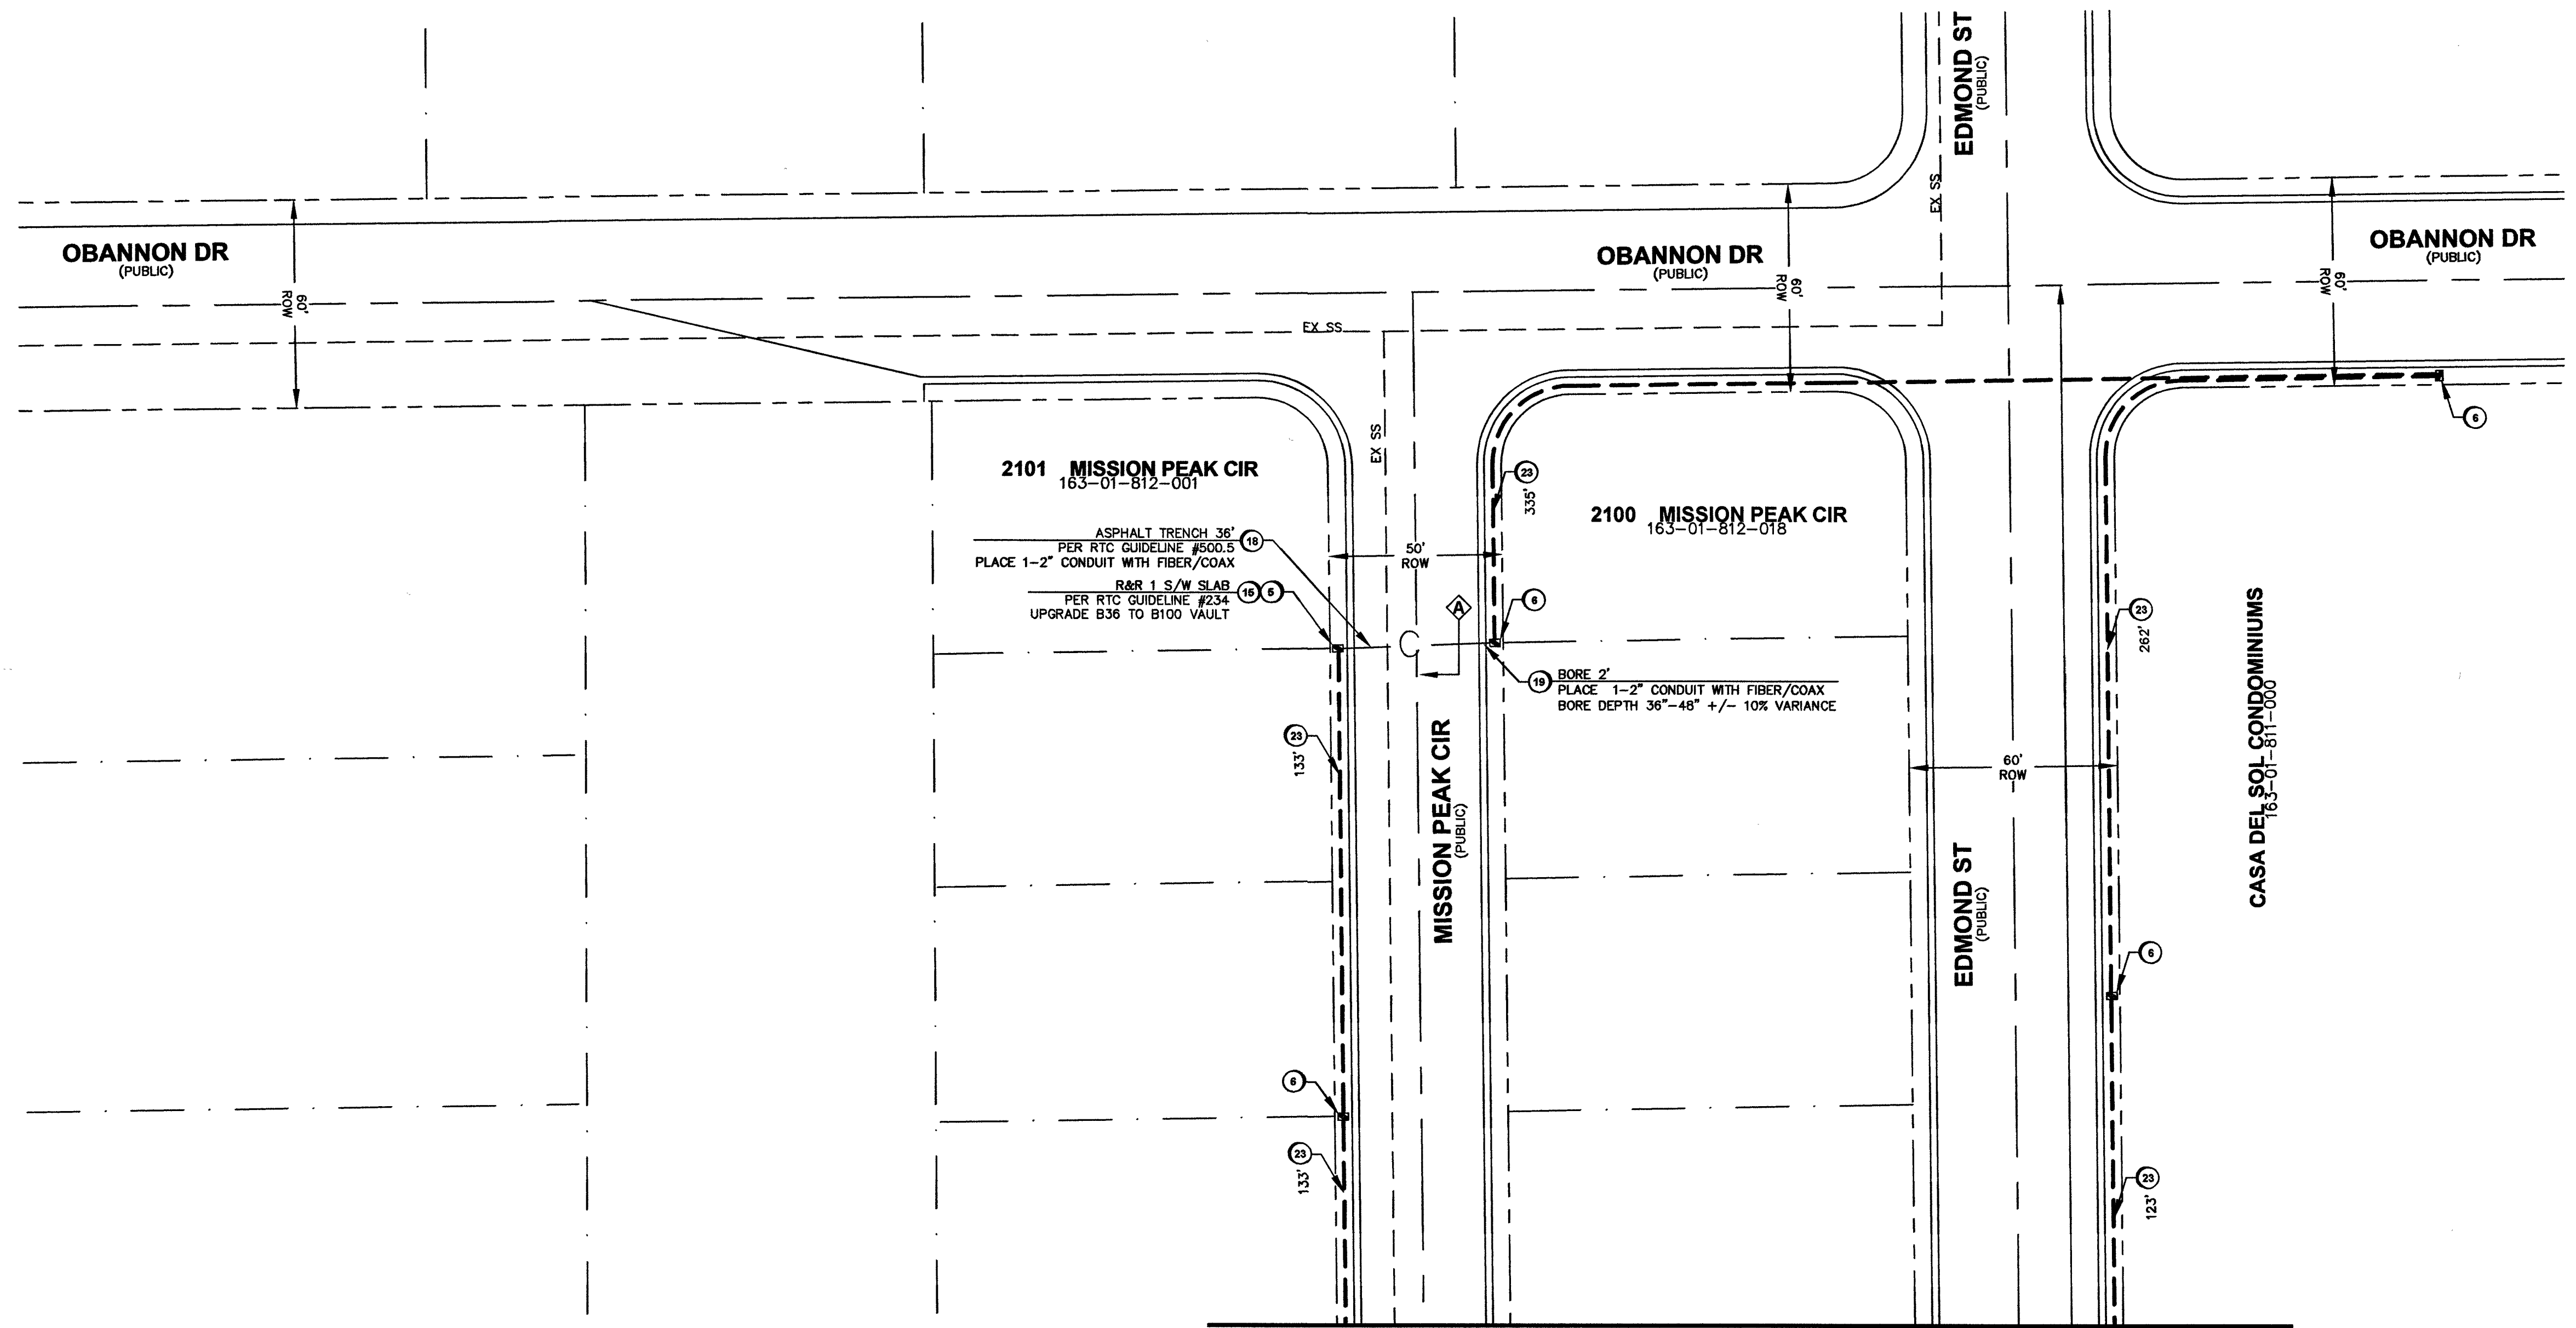 EDMOND ST
(PUBLIC)
EX SS
OBANNON DR
(PUBLIC)
60'
ROW
OBANNON DR
(PUBLIC)
60'
ROW
60'
ROW
OBANNON DR
(PUBLIC)
EX SS
EX SS
6
2101 MISSION PEAK CIR
163-01-812-001
23
335'
2100 MISSION PEAK CIR
163-01-812-018
ASPHALT TRENCH 36'
PER RTC GUIDELINE #500.5
PLACE 1-2" CONDUIT WITH FIBER/COAX
18
50'
ROW
R&R 1 S/W SLAB
PER RTC GUIDELINE #234
UPGRADE B36 TO B100 VAULT
15 5
A
6
C
19
BORE 2'
PLACE 1-2" CONDUIT WITH FIBER/COAX
BORE DEPTH 36"-48" +/- 10% VARIANCE
23
262'
CASA DEL SOL CONDOMINIUMS
163-01-811-000
23
133'
MISSION PEAK CIR
(PUBLIC)
60'
ROW
EDMOND ST
(PUBLIC)
6
6
23
133'
23
123'